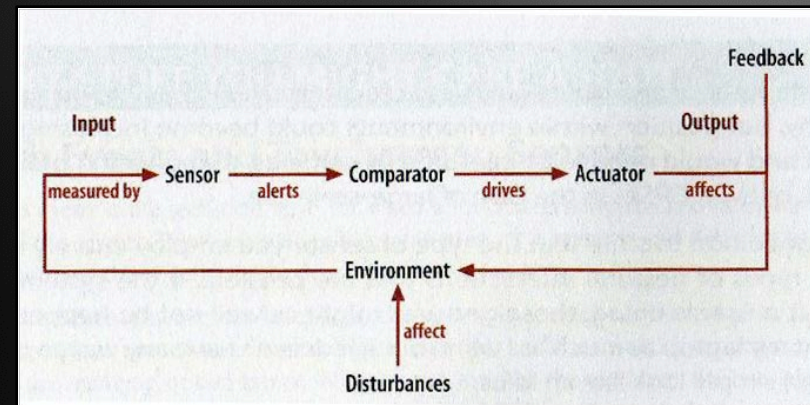 Feedback
Input
Output
Sensor
Comparator
Actuator
measured by
alerts
drives
affects
Environment
affect
Disturbances